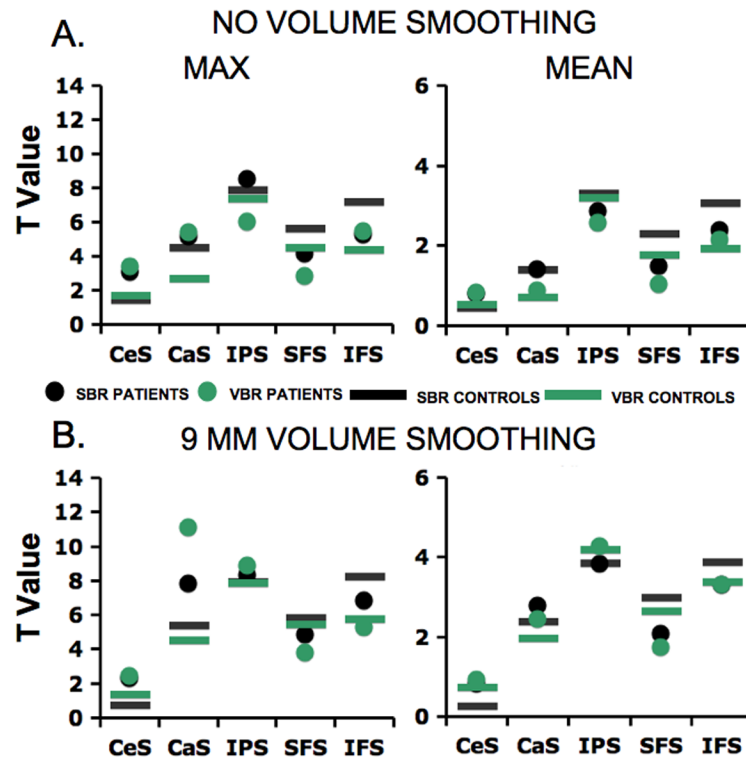 A. NO VOLUME SMOOTHING
MAX MEAN
T Value
14
12
10
8
6
4
2
0
CeS CaS IPS SFS IFS
6
4
2
0
CeS CaS IPS SFS IFS
SBR PATIENTS VBR PATIENTS SBR CONTROLS VBR CONTROLS
B. 9 MM VOLUME SMOOTHING
T Value
14
12
10
8
6
4
2
0
CeS CaS IPS SFS IFS
6
4
2
0
CeS CaS IPS SFS IFS